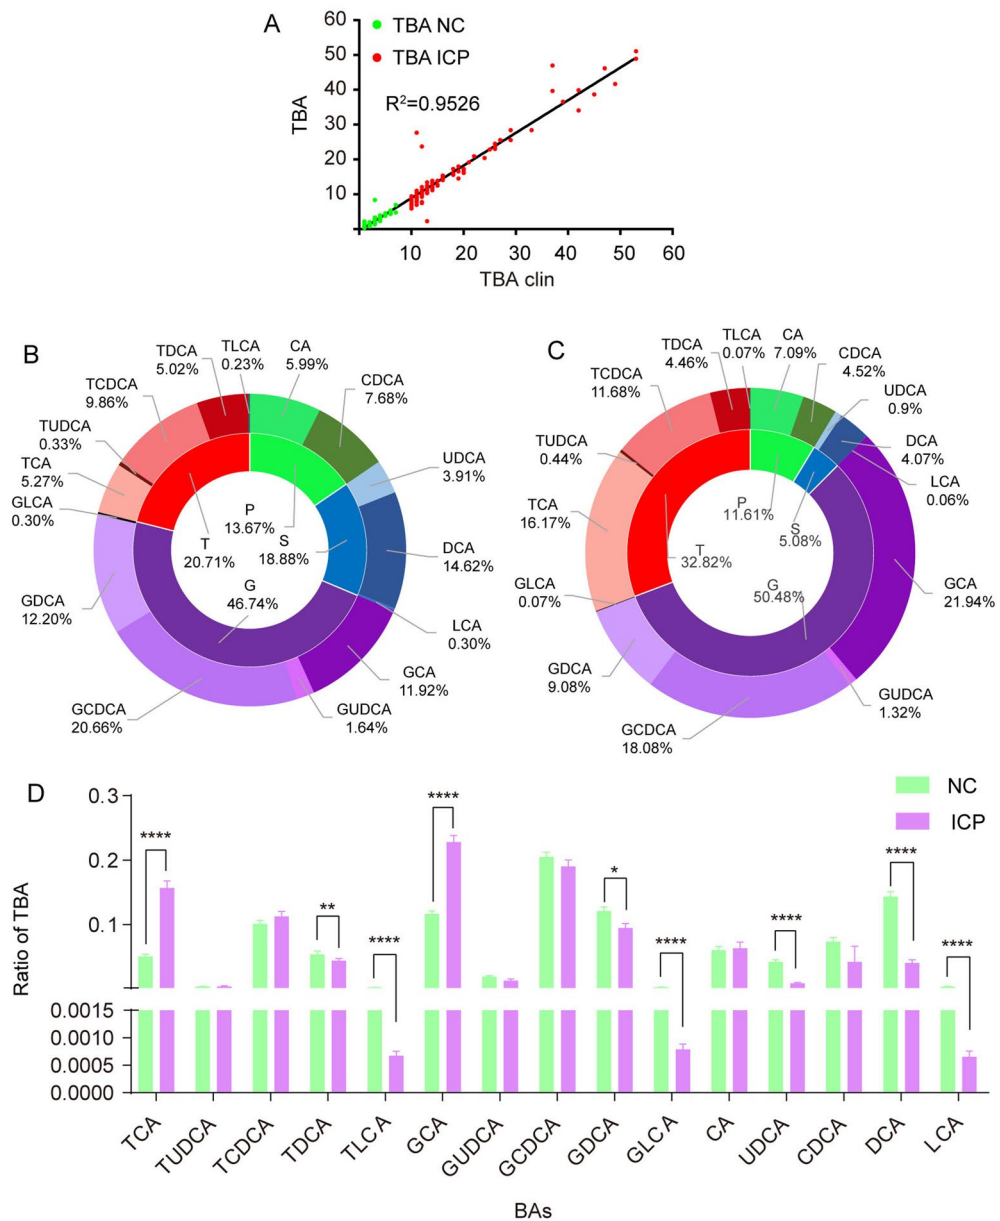 A
TBA NC
TBA ICP
R²=0.9526
TBA
60
50
40
30
20
10
10 20 30 40 50 60
TBA clin
B
TLCA
0.23%
CA
5.99%
TDCA
5.02%
CDCA
7.68%
TCDCA
9.86%
TUDCA
0.33%
UDCA
3.91%
TCA
5.27%
GLCA
0.30%
P
13.67%
S
18.88%
T
20.71%
G
46.74%
DCA
14.62%
GDCA
12.20%
LCA
0.30%
GCA
11.92%
GCDCA
20.66%
GUDCA
1.64%
C
TLCA
0.07%
CA
7.09%
TDCA
4.46%
CDCA
4.52%
TCDCA
11.68%
UDCA
0.9%
TUDCA
0.44%
DCA
4.07%
TCA
16.17%
LCA
0.06%
P
11.61%
S
5.08%
T
32.82%
G
50.48%
GLCA
0.07%
GCA
21.94%
GDCA
9.08%
GUDCA
1.32%
GCDCA
18.08%
D
NC
ICP
Ratio of TBA
0.3
0.2
0.1
0.0015
0.0010
0.0005
0.0000
****
**
****
****
*
****
****
****
****
TCA
TUDCA
TCDCA
TDCA
TLCA
GCA
GUDCA
GCDCA
GDCA
GLCA
CA
UDCA
CDCA
DCA
LCA
BAs